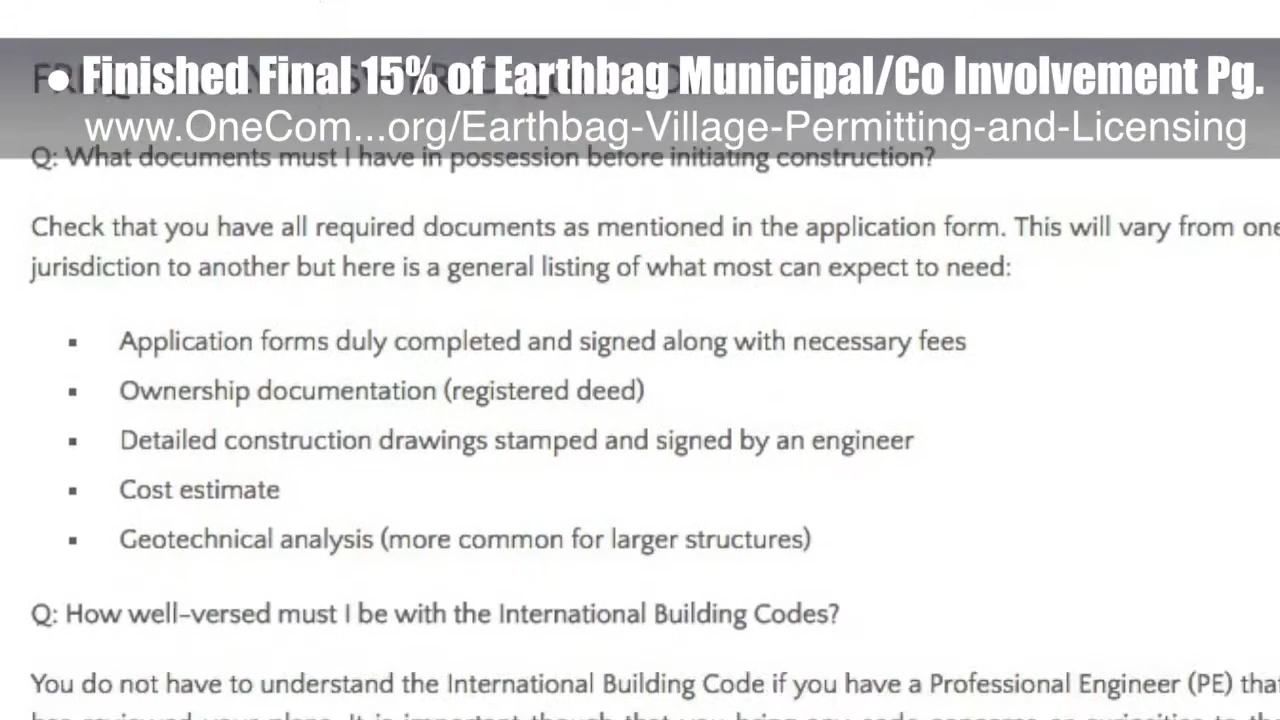 • Finished Final 15% of Earthbag Municipal/Co Involvement Pg.
www.OneCom...org/Earthbag-Village-Permitting-and-Licensing
Q: What documents must I have in possession before initiating construction?
Check that you have all required documents as mentioned in the application form. This will vary from one
jurisdiction to another but here is a general listing of what most can expect to need:
▪ Application forms duly completed and signed along with necessary fees
▪ Ownership documentation (registered deed)
▪ Detailed construction drawings stamped and signed by an engineer
▪ Cost estimate
▪ Geotechnical analysis (more common for larger structures)
Q: How well-versed must I be with the International Building Codes?
You do not have to understand the International Building Code if you have a Professional Engineer (PE) that